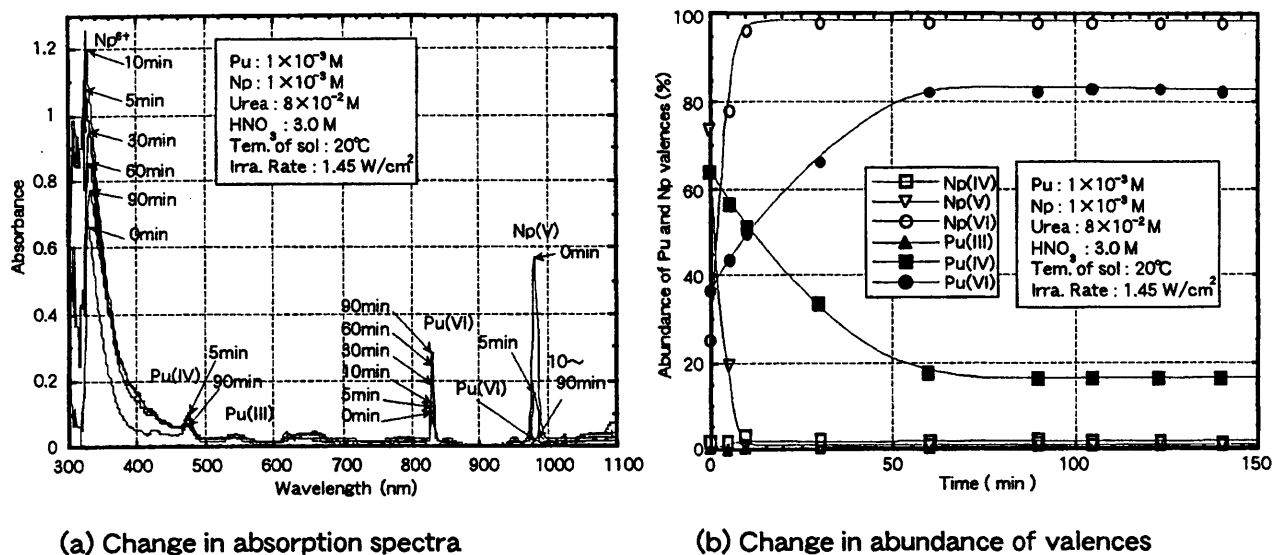 1.2
1
0.8
0.6
0.4
0.2
0
Absorbance
Np6+
10min
5min
30min
60min
90min
0min
Pu : 1×10⁻³ M
Np : 1×10⁻³ M
Urea : 8×10⁻² M
HNO3 : 3.0 M
Tem. of sol : 20℃
Irra. Rate : 1.45 W/cm²
Np(V)
0min
90min
Pu(VI)
60min
30min
10min
5min
0min
5min
10~
90min
Pu(VI)
Pu(IV)
5min
90min
Pu(III)
300 400 500 600 700 800 900 1000 1100
Wavelength (nm)
(a) Change in absorption spectra
100
80
60
40
20
0
Abundance of Pu and Np valences (%)
Np(IV)
Np(V)
Np(VI)
Pu(III)
Pu(IV)
Pu(VI)
Pu : 1×10⁻³ M
Np : 1×10⁻³ M
Urea : 8×10⁻² M
HNO3 : 3.0 M
Tem. of sol : 20℃
Irra. Rate : 1.45 W/cm²
0 50 100 150
Time ( min )
(b) Change in abundance of valences